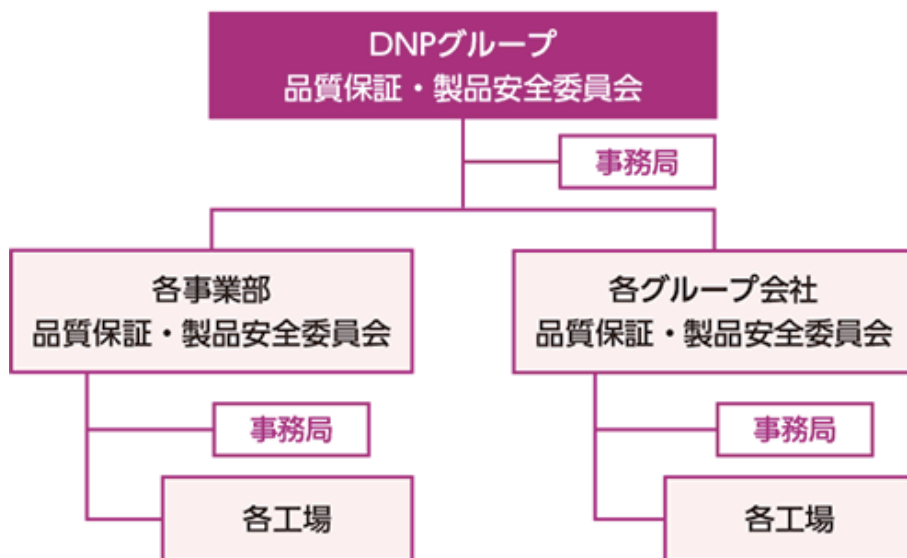 DNPグループ
品質保証・製品安全委員会
事務局
各事業部
品質保証・製品安全委員会
事務局
各工場
各グループ会社
品質保証・製品安全委員会
事務局
各工場